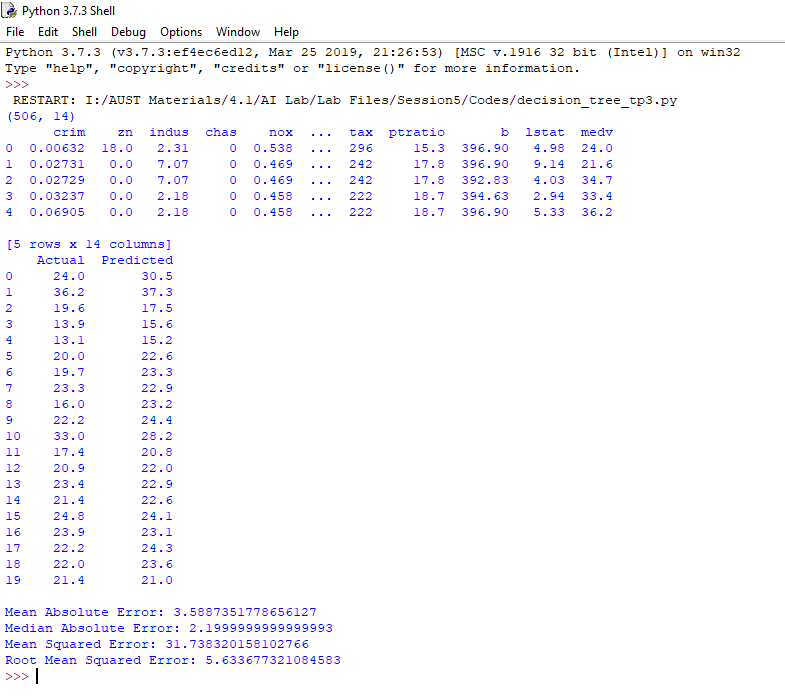 Python 3.7.3 Shell
File Edit Shell Debug Options Window Help
Python 3.7.3 (v3.7.3:ef4ec6ed12, Mar 25 2019, 21:26:53) [MSC v.1916 32 bit (Intel)] on win32
Type "help", "copyright", "credits" or "license()" for more information.
>>>
 RESTART: I:/AUST Materials/4.1/AI Lab/Lab Files/Session5/Codes/decision_tree_tp3.py
(506, 14)
      crim    zn  indus  chas    nox  ...  tax  ptratio       b  lstat  medv
0  0.00632  18.0   2.31     0  0.538  ...  296     15.3  396.90   4.98  24.0
1  0.02731   0.0   7.07     0  0.469  ...  242     17.8  396.90   9.14  21.6
2  0.02729   0.0   7.07     0  0.469  ...  242     17.8  392.83   4.03  34.7
3  0.03237   0.0   2.18     0  0.458  ...  222     18.7  394.63   2.94  33.4
4  0.06905   0.0   2.18     0  0.458  ...  222     18.7  396.90   5.33  36.2
[5 rows x 14 columns]
    Actual  Predicted
0     24.0       30.5
1     36.2       37.3
2     19.6       17.5
3     13.9       15.6
4     13.1       15.2
5     20.0       22.6
6     19.7       23.3
7     23.3       22.9
8     16.0       23.2
9     22.2       24.4
10    33.0       28.2
11    17.4       20.8
12    20.9       22.0
13    23.4       22.9
14    21.4       22.6
15    24.8       24.1
16    23.9       23.1
17    22.2       24.3
18    22.0       23.6
19    21.4       21.0
Mean Absolute Error: 3.5887351778656127
Median Absolute Error: 2.1999999999999993
Mean Squared Error: 31.738320158102766
Root Mean Squared Error: 5.633677321084583
>>>